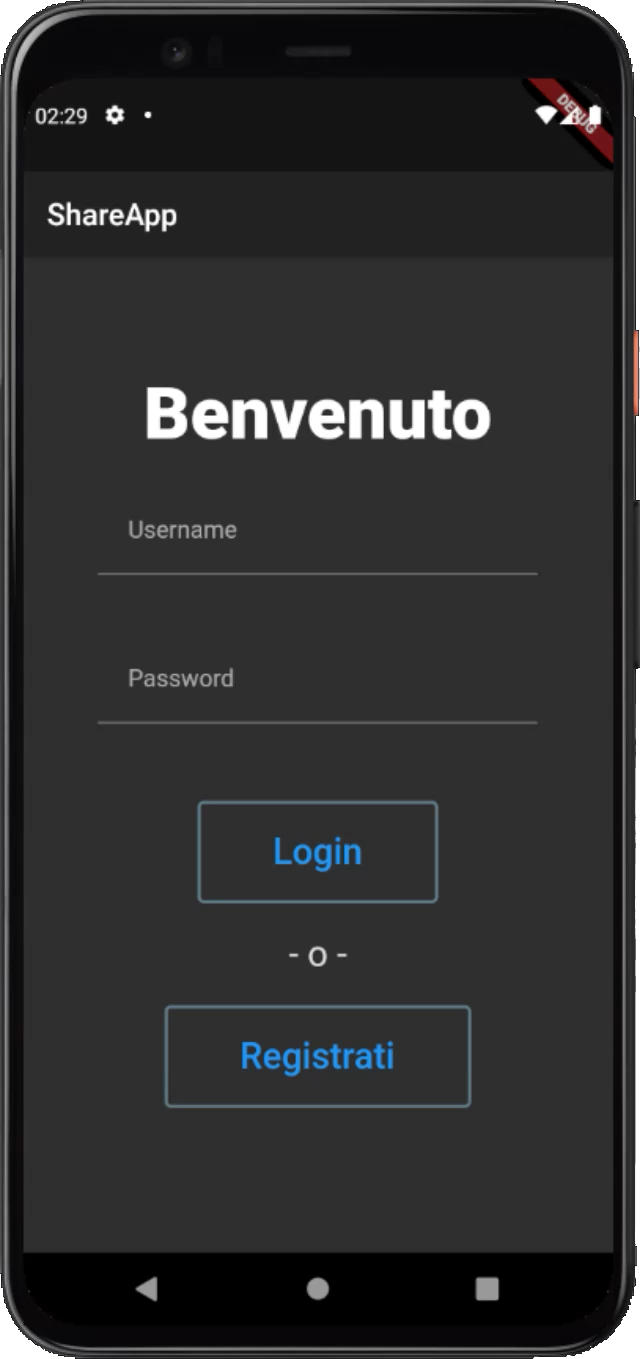 02:29
DEBUG
ShareApp
Benvenuto
Username
Password
Login
- o -
Registrati